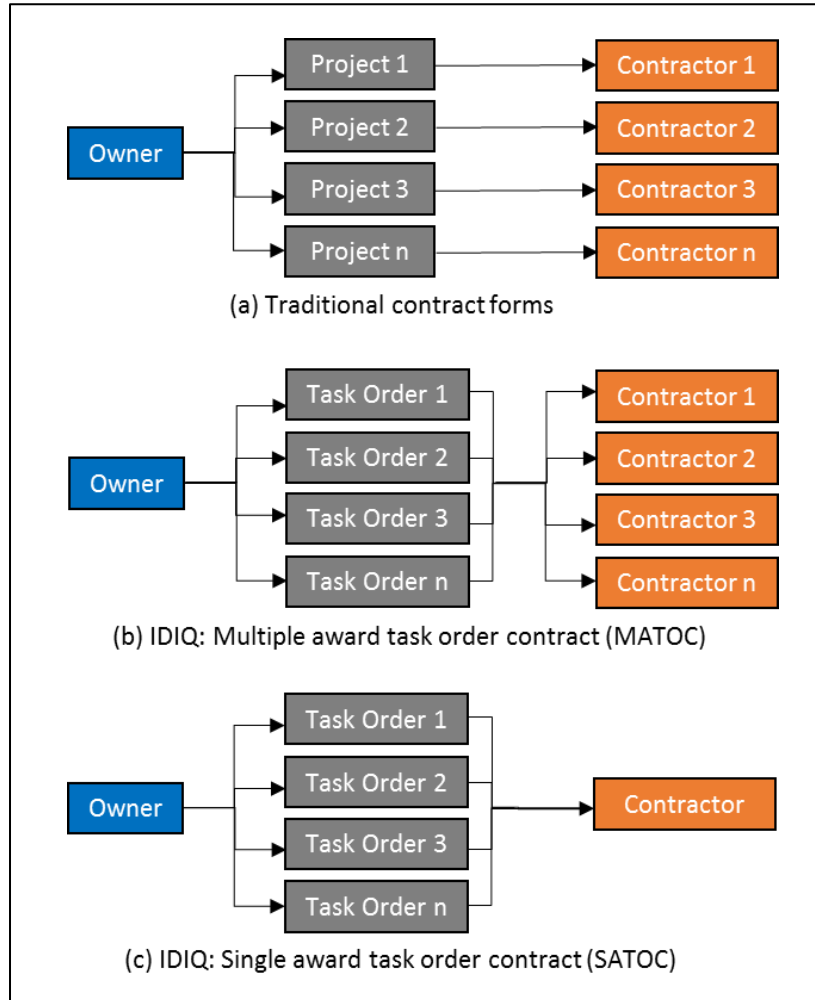 Project 1
Contractor 1
Project 2
Contractor 2
Owner
Project 3
Contractor 3
Project n
Contractor n
(a) Traditional contract forms
Task Order 1
Contractor 1
Task Order 2
Contractor 2
Owner
Task Order 3
Contractor 3
Task Order n
Contractor n
(b) IDIQ: Multiple award task order contract (MATOC)
Task Order 1
Task Order 2
Owner
Contractor
Task Order 3
Task Order n
(c) IDIQ: Single award task order contract (SATOC)